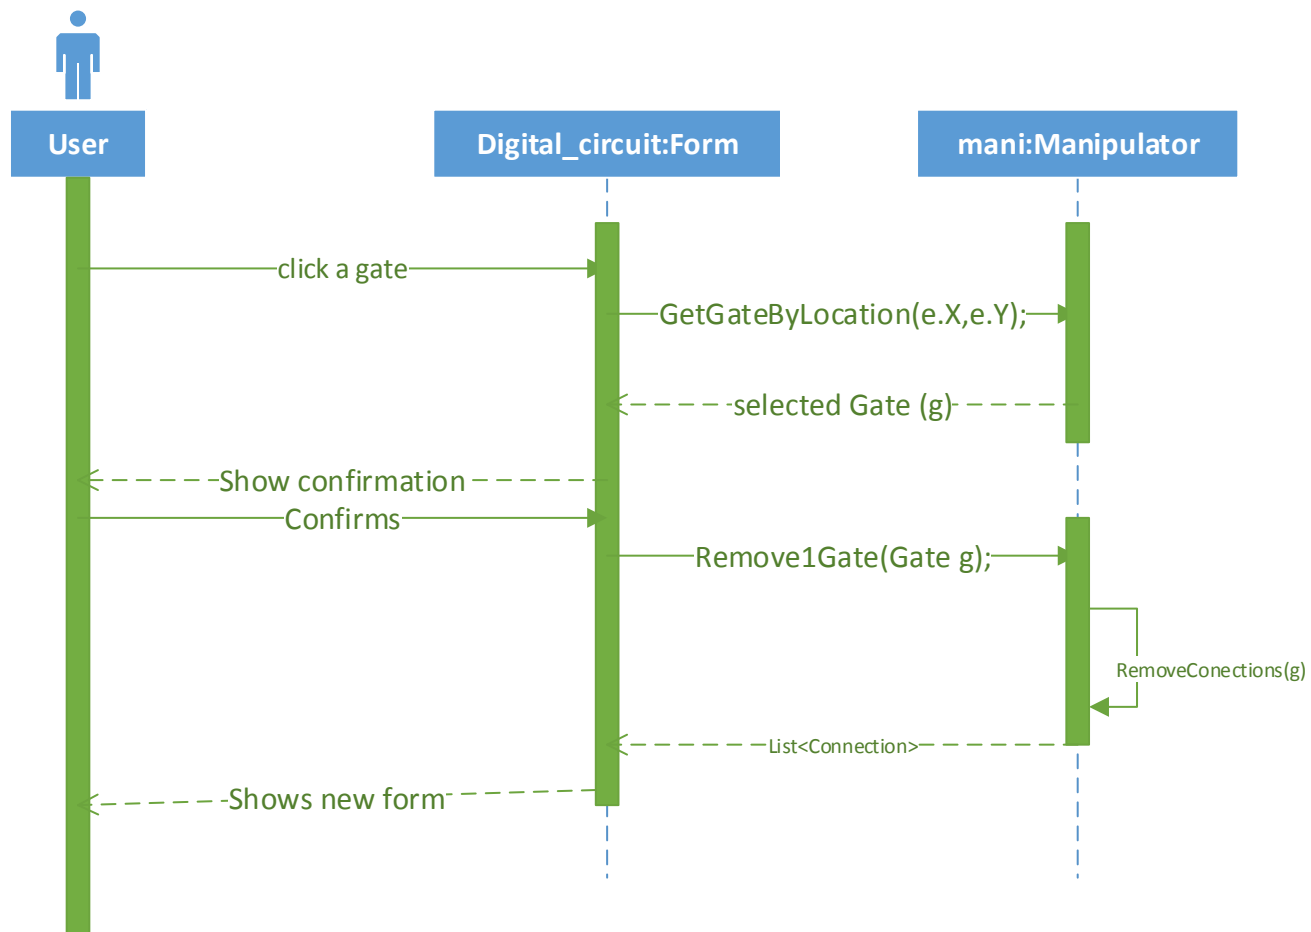 User
Digital_circuit:Form
mani:Manipulator
click a gate
GetGateByLocation(e.X,e.Y);
selected Gate (g)
Show confirmation
Confirms
Remove1Gate(Gate g);
RemoveConections(g)
List<Connection>
Shows new form